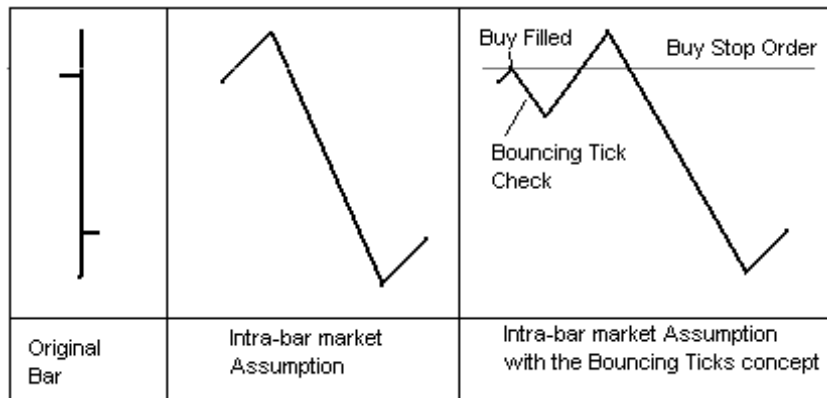 Buy Filled
Buy Stop Order
Bouncing Tick
Check
Original
Bar
Intra-bar market
Assumption
Intra-bar market Assumption
with the Bouncing Ticks concept